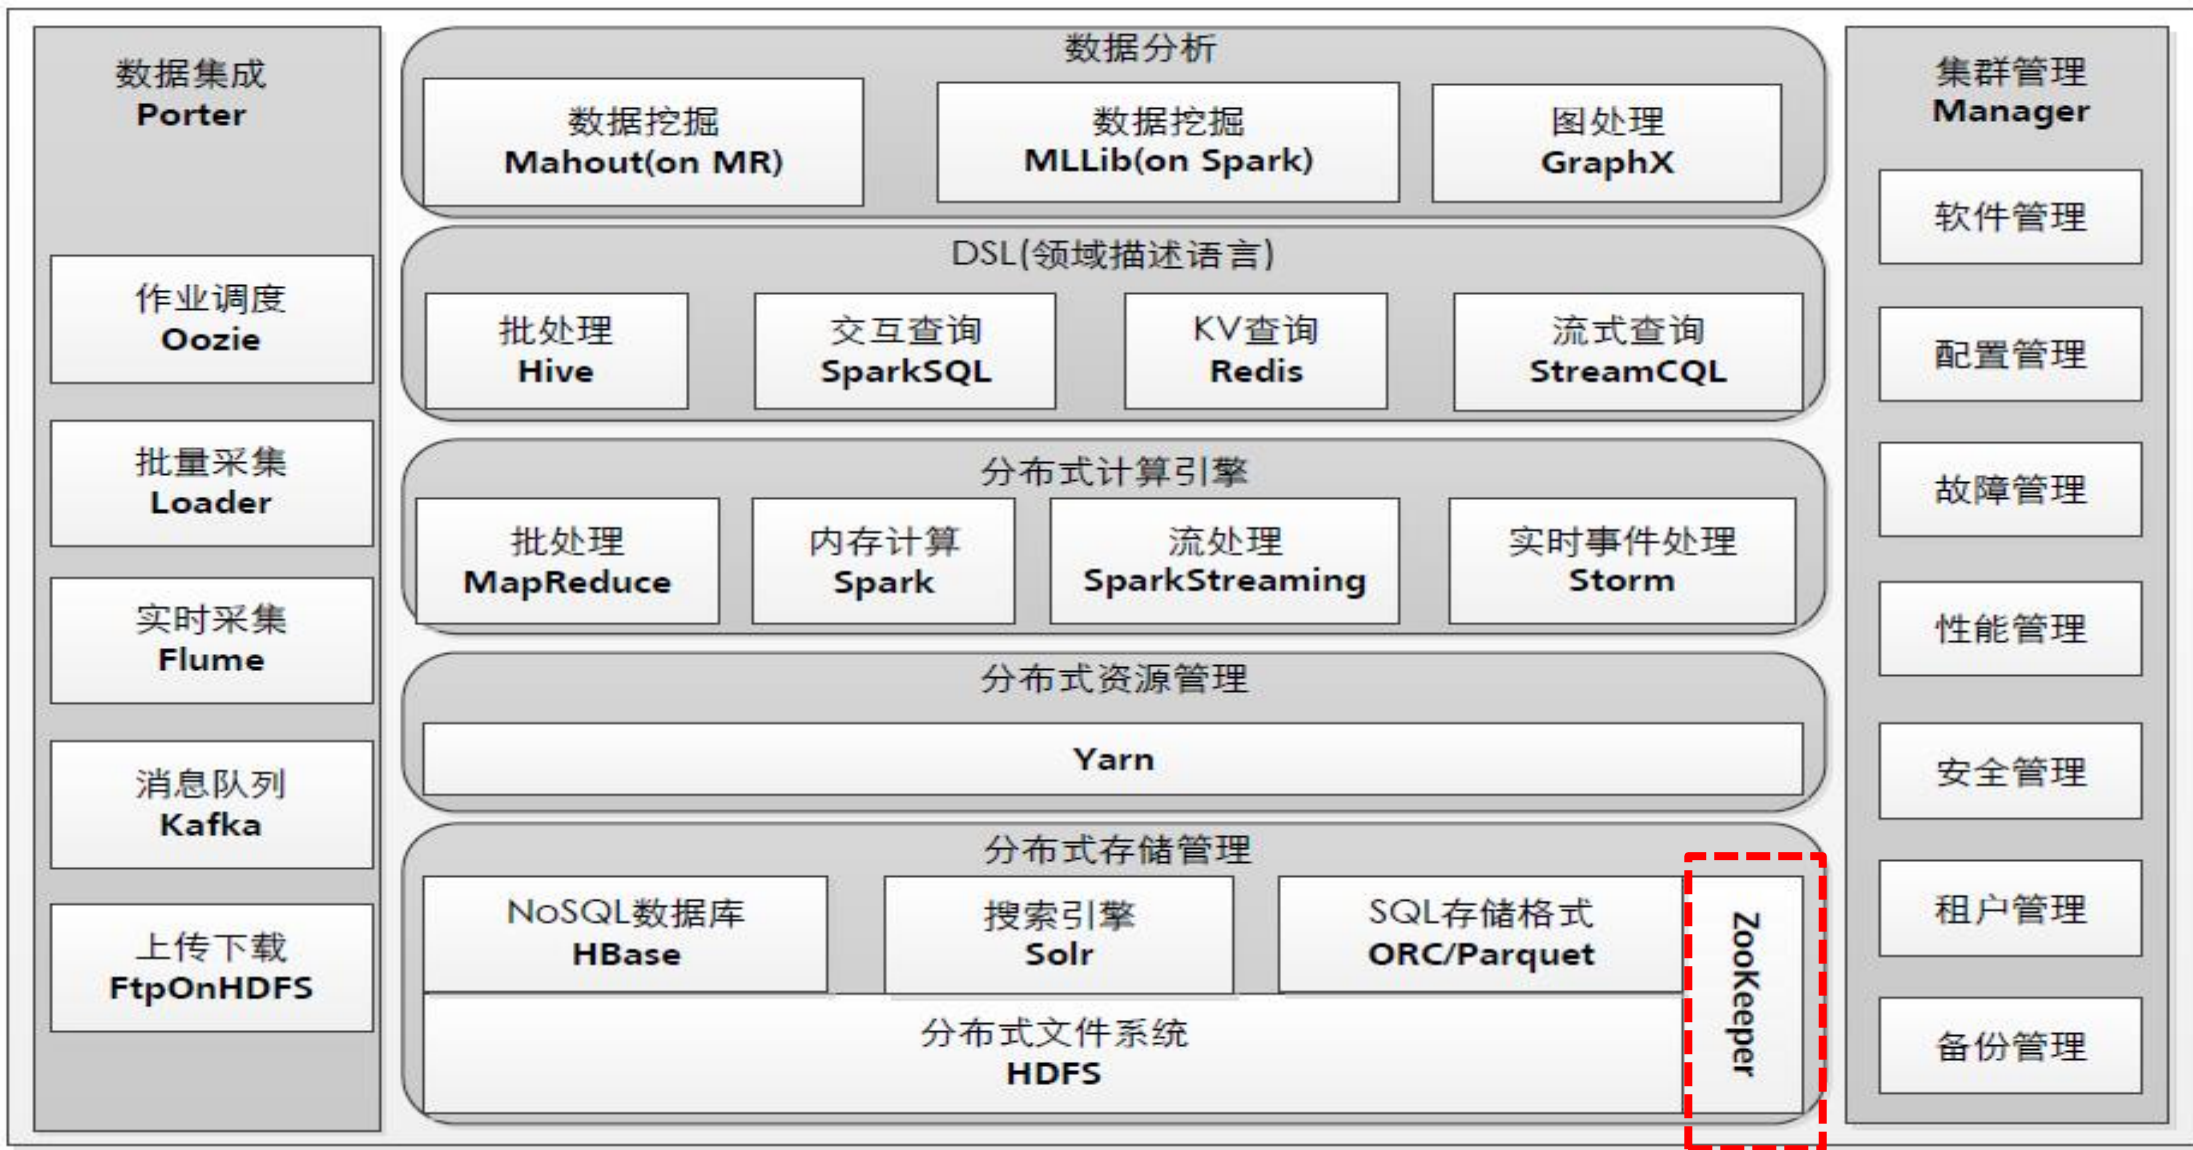 数据集成
Porter
作业调度
Oozie
批量采集
Loader
实时采集
Flume
消息队列
Kafka
上传下载
FtpOnHDFS
数据分析
数据挖掘
Mahout(on MR)
数据挖掘
MLLib(on Spark)
图处理
GraphX
DSL(领域描述语言)
批处理
Hive
交互查询
SparkSQL
KV查询
Redis
流式查询
StreamCQL
分布式计算引擎
批处理
MapReduce
内存计算
Spark
流处理
SparkStreaming
实时事件处理
Storm
分布式资源管理
Yarn
分布式存储管理
NoSQL数据库
HBase
搜索引擎
Solr
SQL存储格式
ORC/Parquet
分布式文件系统
HDFS
ZooKeeper
集群管理
Manager
软件管理
配置管理
故障管理
性能管理
安全管理
租户管理
备份管理